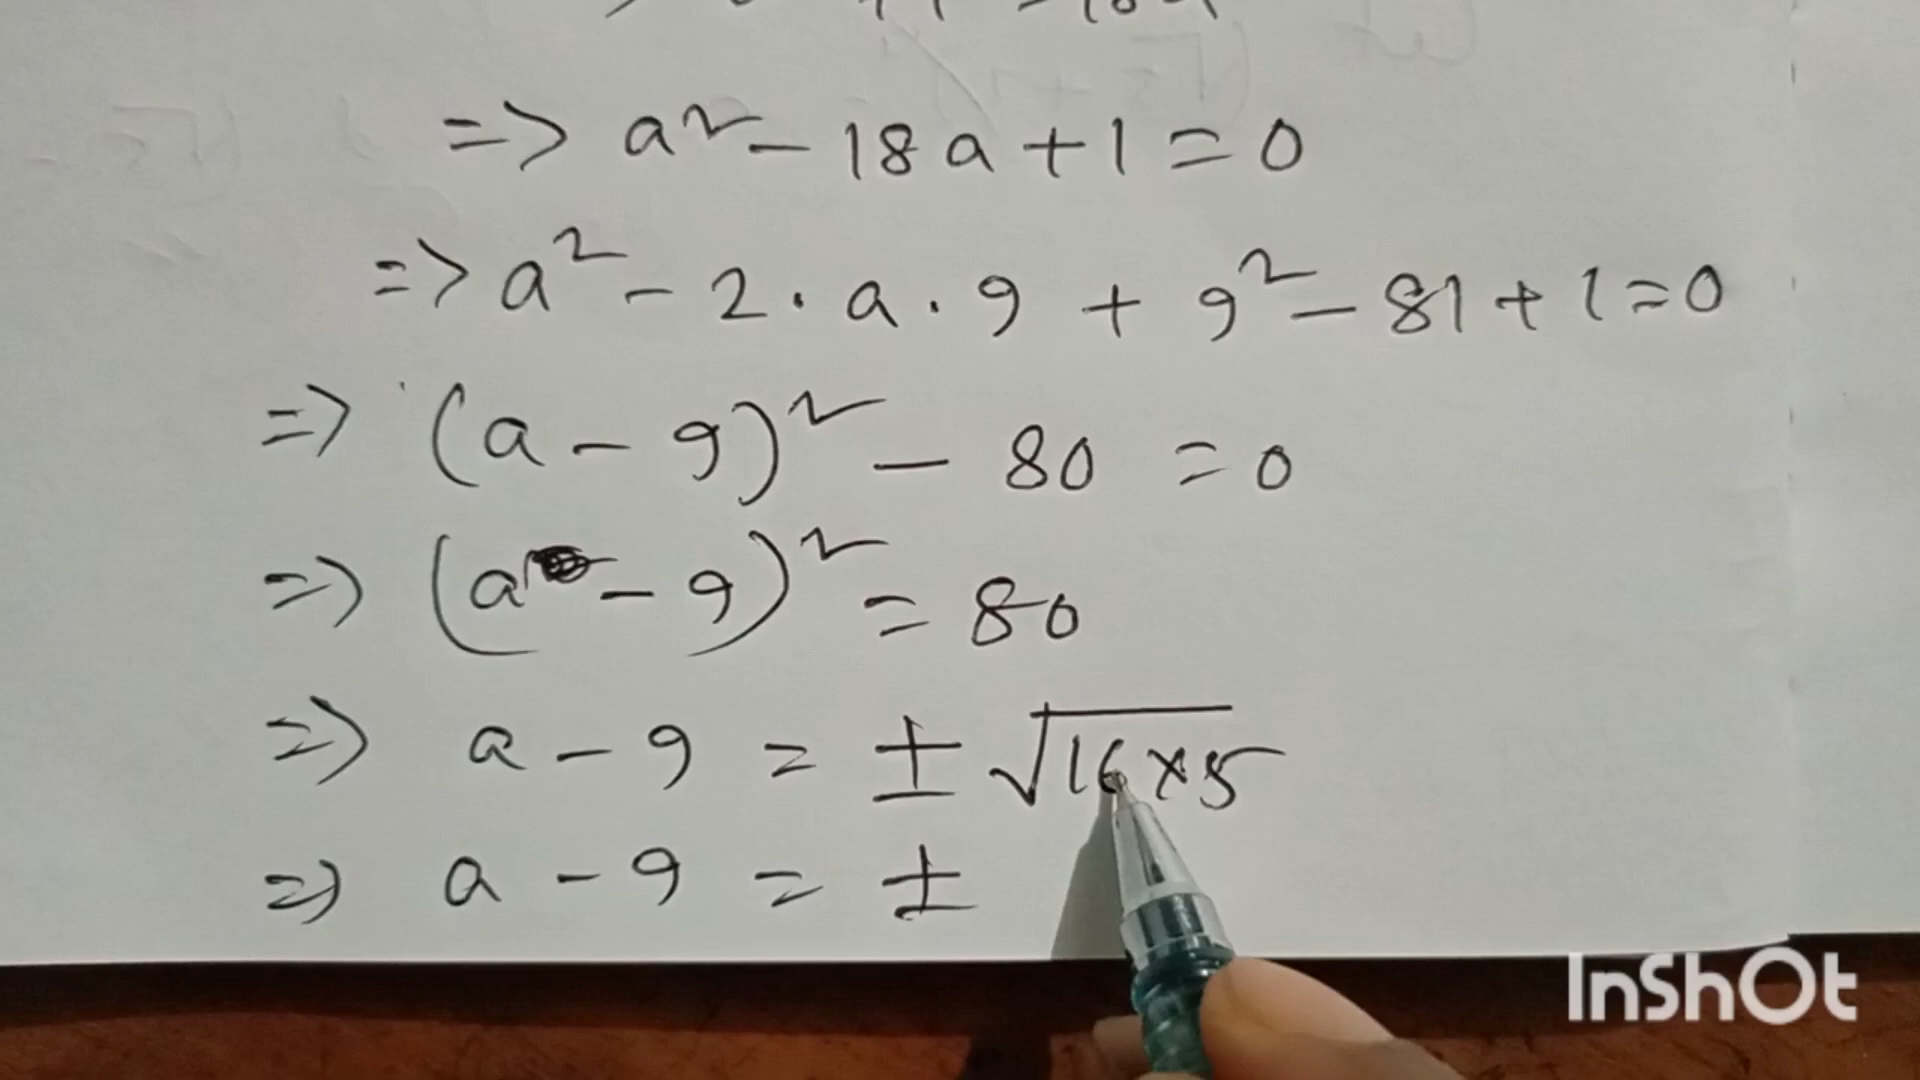 => a² - 18a + 1 = 0
=> a² - 2 · a · 9 + 9² - 81 + 1 = 0
=> (a - 9)² - 80 = 0
=> (a - 9)² = 80
=> a - 9 = ± √16×5
=> a - 9 = ±
InShOt